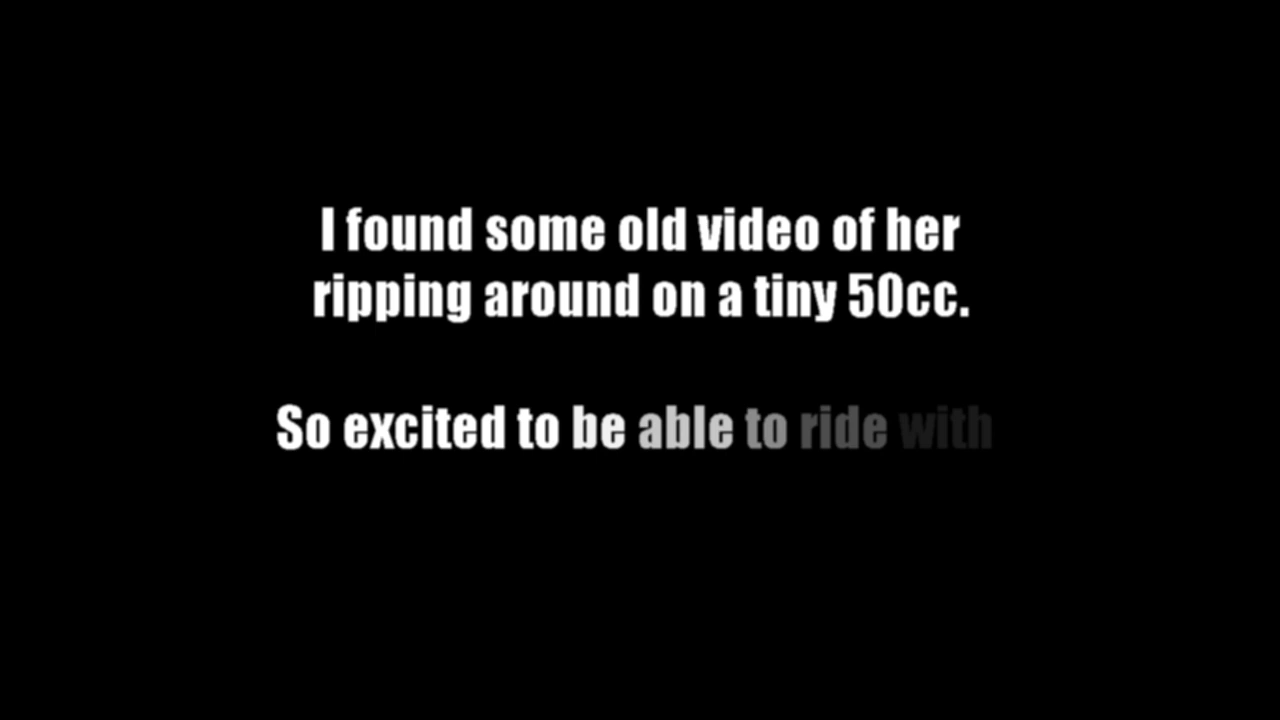 I found some old video of her
ripping around on a tiny 50cc.
So excited to be able to ride with